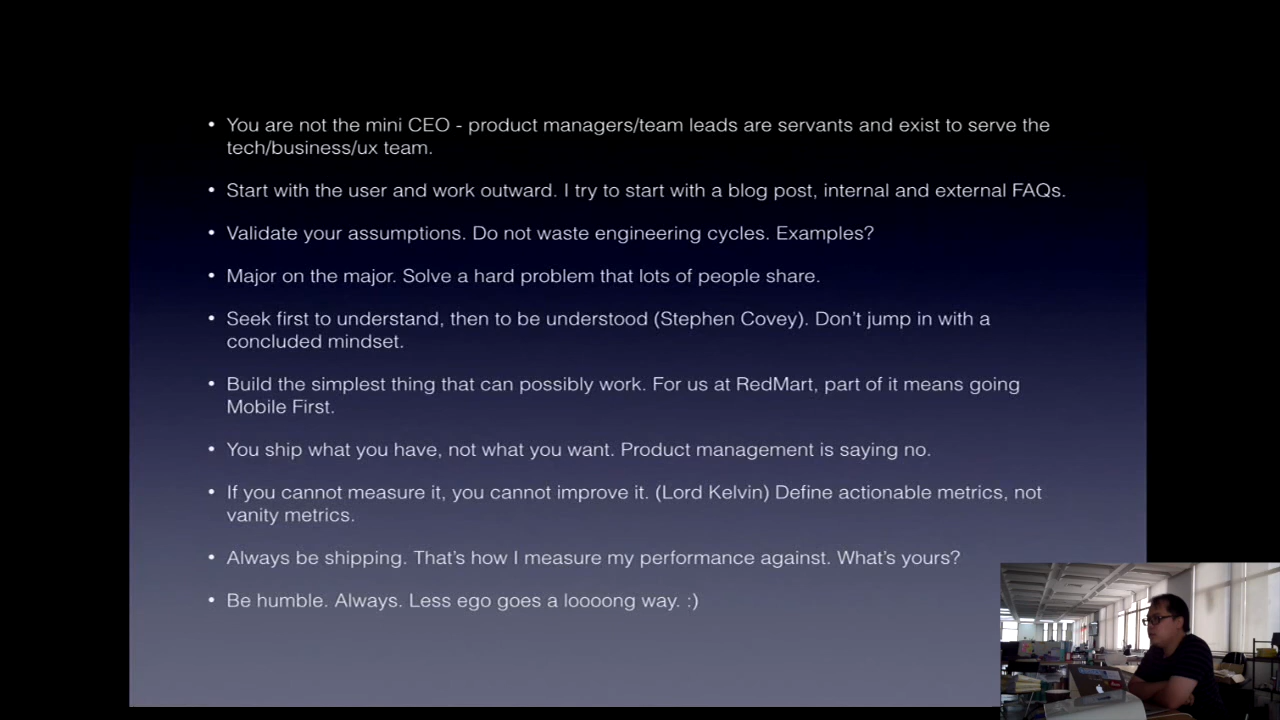 • You are not the mini CEO - product managers/team leads are servants and exist to serve the
tech/business/ux team.
• Start with the user and work outward. I try to start with a blog post, internal and external FAQs.
• Validate your assumptions. Do not waste engineering cycles. Examples?
• Major on the major. Solve a hard problem that lots of people share.
• Seek first to understand, then to be understood (Stephen Covey). Don't jump in with a
concluded mindset.
• Build the simplest thing that can possibly work. For us at RedMart, part of it means going
Mobile First.
• You ship what you have, not what you want. Product management is saying no.
• If you cannot measure it, you cannot improve it. (Lord Kelvin) Define actionable metrics, not
vanity metrics.
• Always be shipping. That's how I measure my performance against. What's yours?
• Be humble. Always. Less ego goes a loooong way. :)